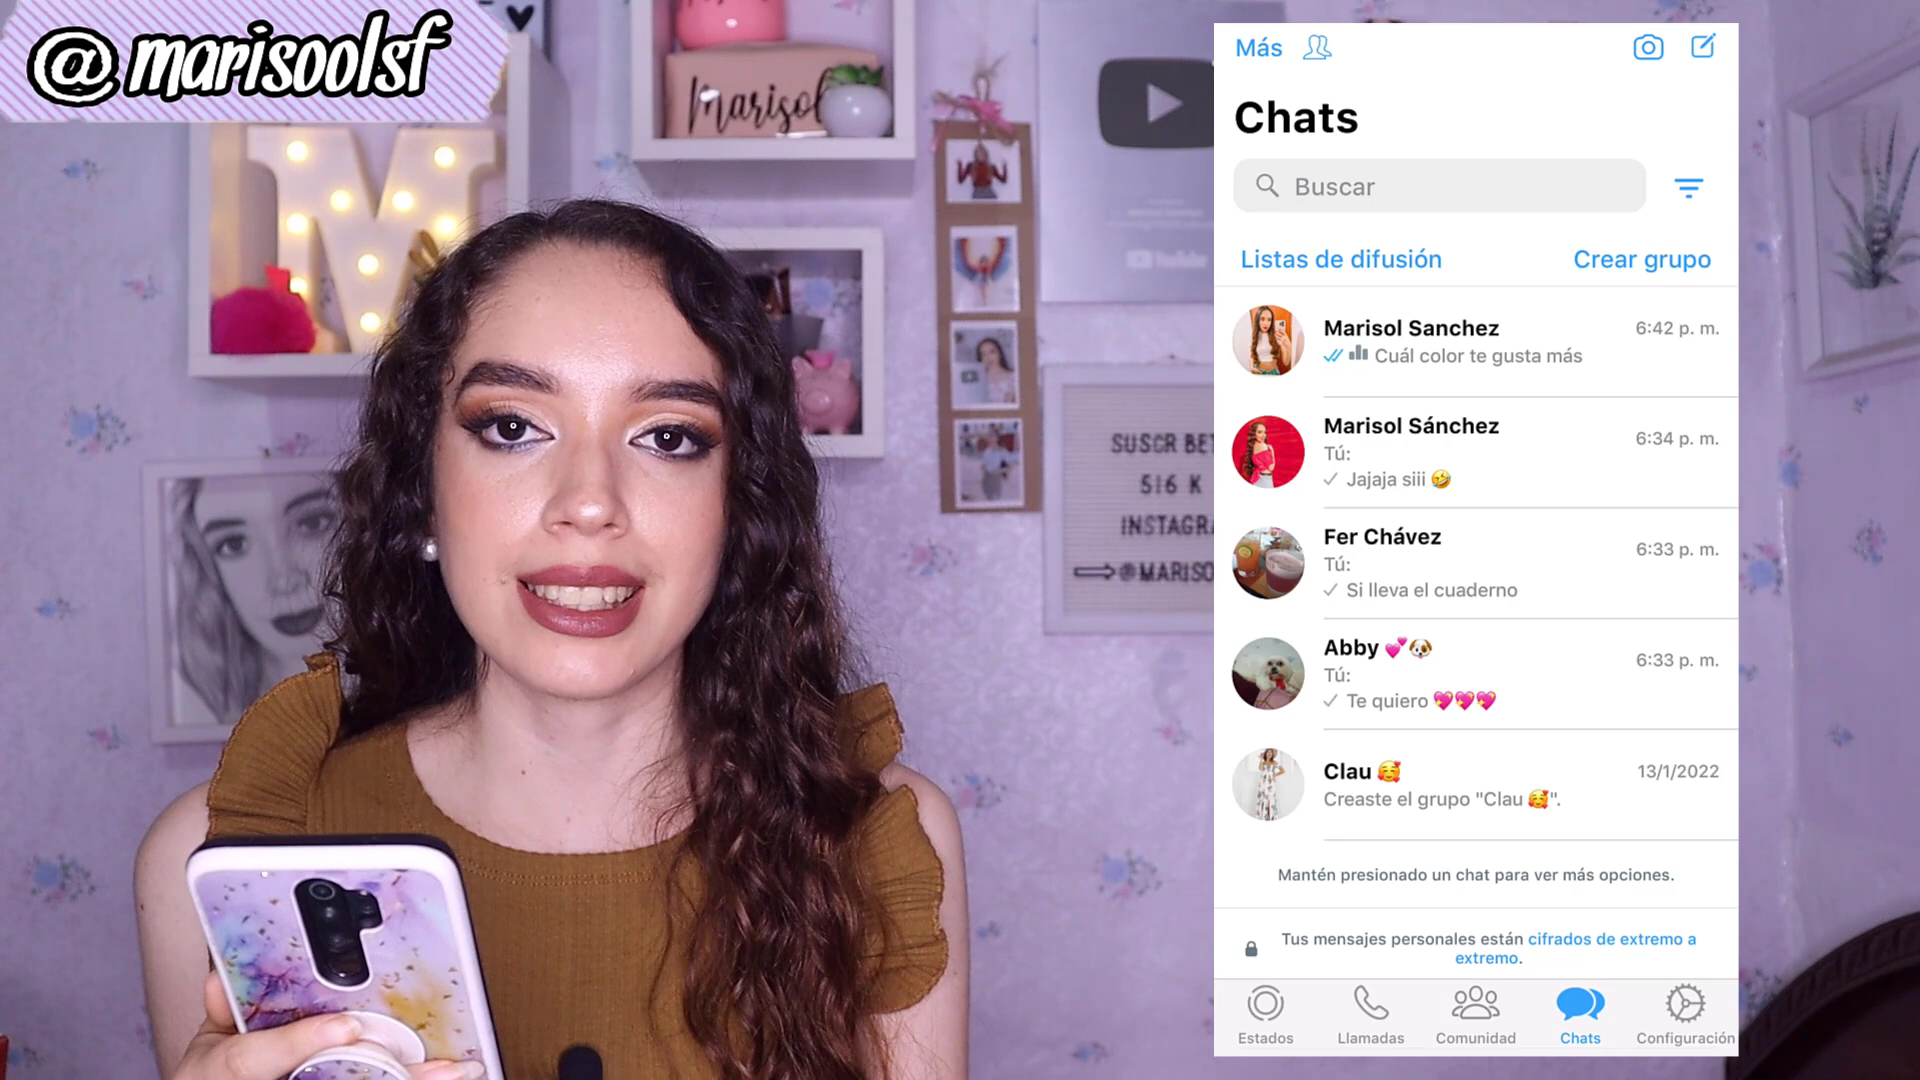 @marisoolsf
Marisol
YouTube
SUSCR BET
516 K
INSTAGRA
@MARISO
Más
Chats
Buscar
Listas de difusión
Crear grupo
Marisol Sanchez
6:42 p. m.
Cuál color te gusta más
Marisol Sánchez
6:34 p. m.
Tú:
Jajaja siii 🤣
Fer Chávez
6:33 p. m.
Tú:
Si lleva el cuaderno
Abby 💕🐶
6:33 p. m.
Tú:
Te quiero 💖💖💖
Clau 🥰
13/1/2022
Creaste el grupo "Clau 🥰".
Mantén presionado un chat para ver más opciones.
Tus mensajes personales están cifrados de extremo a
extremo.
Estados
Llamadas
Comunidad
Chats
Configuración